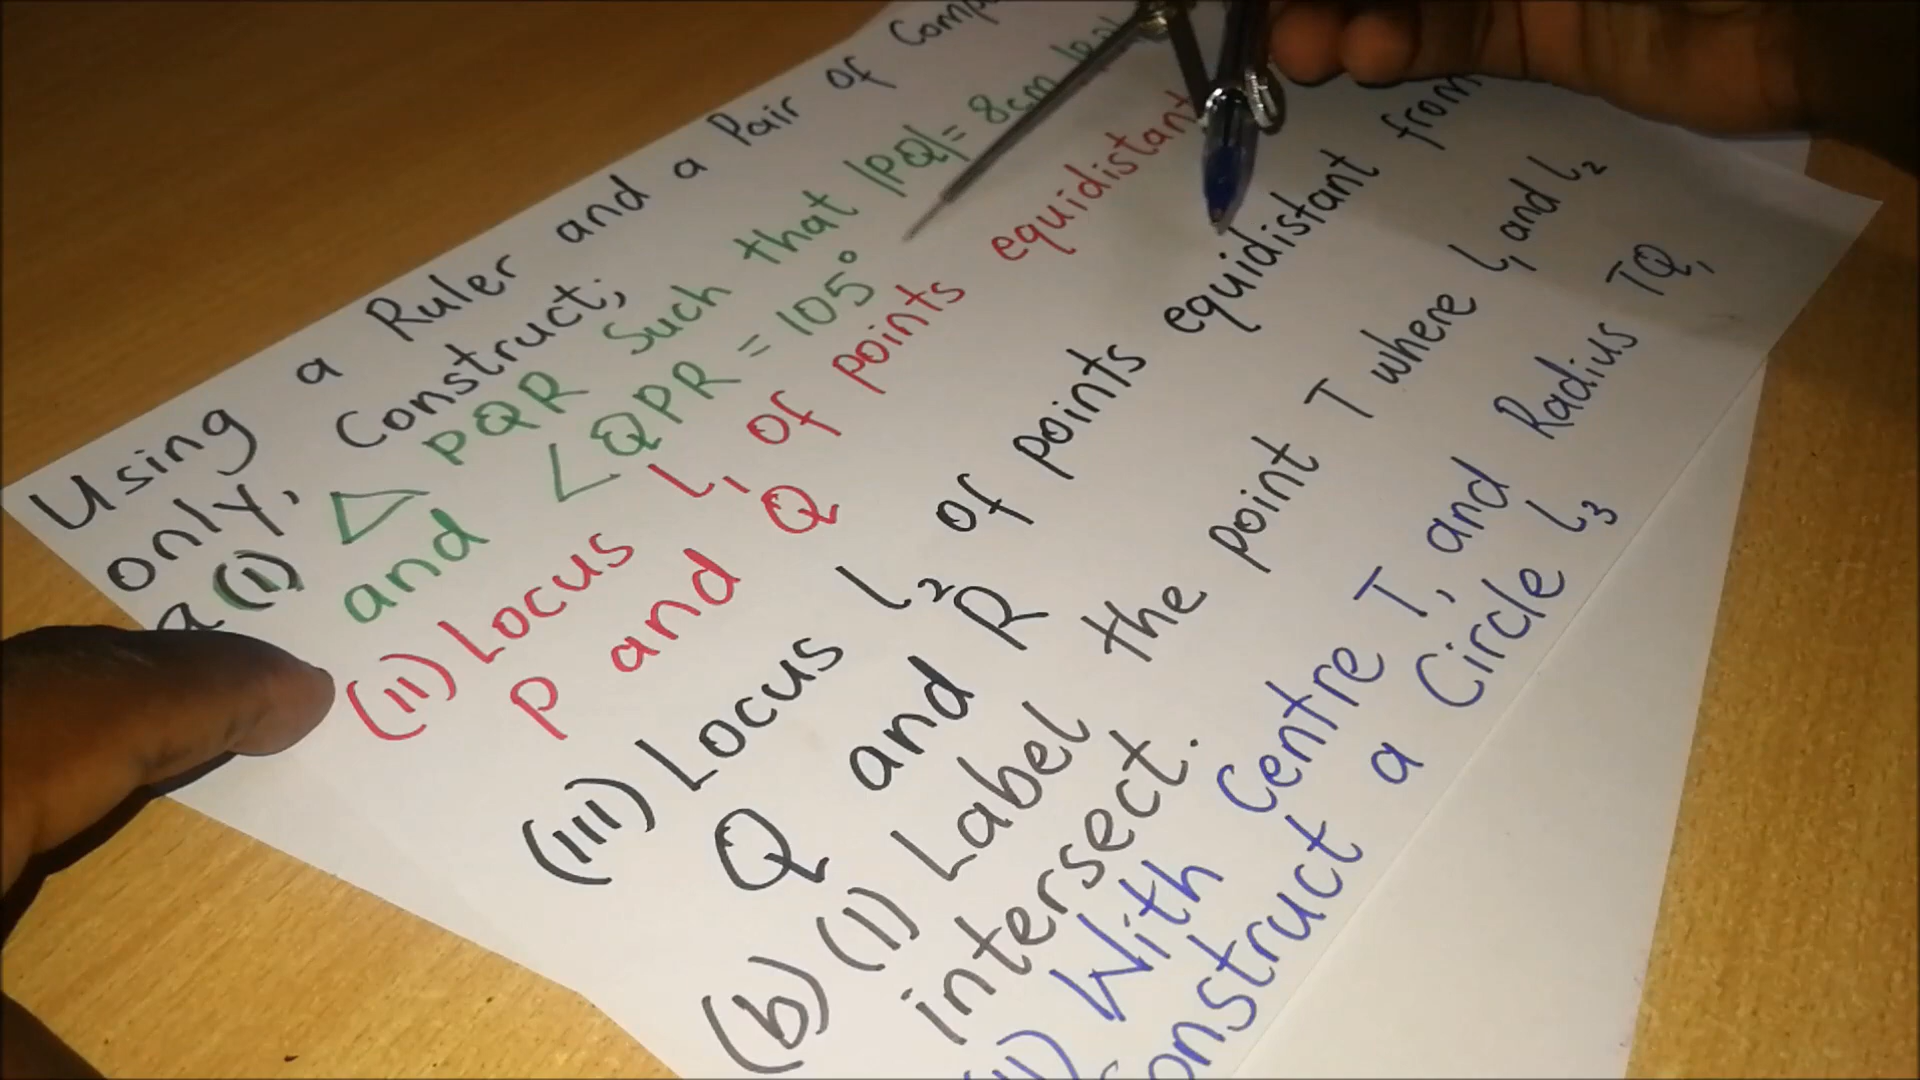 Using a Ruler and a Pair of
only, Construct;
a (i) △ PQR Such that |PQ| = 8cm
and ∠QPR = 105°
(ii) Locus l₁ of points equidistant
P and Q
(iii) Locus l₂ of points equidistant from
Q and R
(b) (i) Label the point T where l₁ and l₂
intersect.
With Centre T, and Radius TQ,
construct a Circle l₃